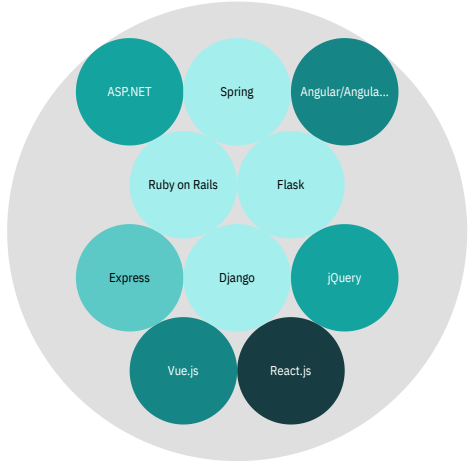 ASP.NET
Spring
Angular/Angula...
Ruby on Rails
Flask
Express
Django
jQuery
Vue.js
React.js